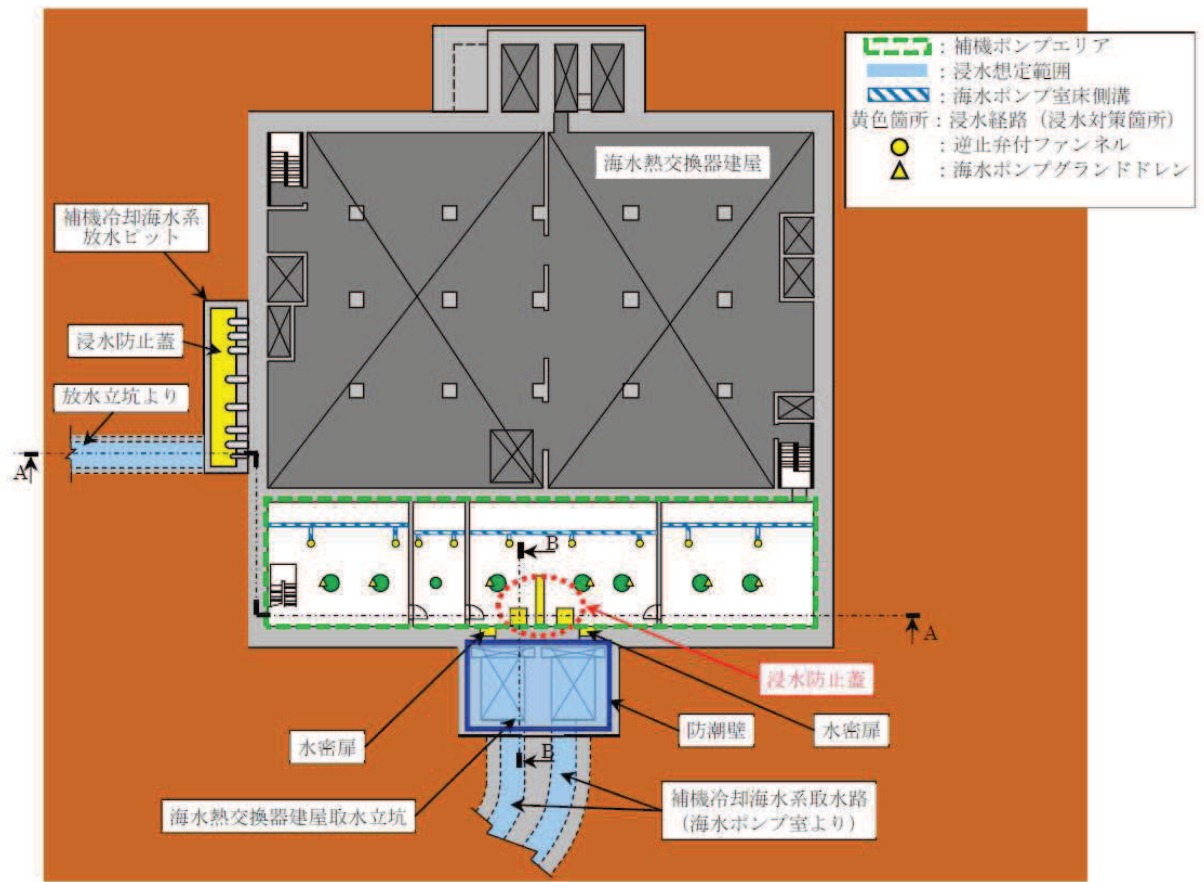 ：補機ポンプエリア
：浸水想定範囲
：海水ポンプ室床側溝
黄色箇所：浸水経路（浸水対策箇所）
：逆止弁付ファンネル
：海水ポンプグランドドレン
海水熱交換器建屋
補機冷却海水系
放水ピット
浸水防止蓋
放水立坑より
A
B
A
浸水防止蓋
水密扉
防潮壁
水密扉
B
海水熱交換器建屋取水立坑
補機冷却海水系取水路
（海水ポンプ室より）